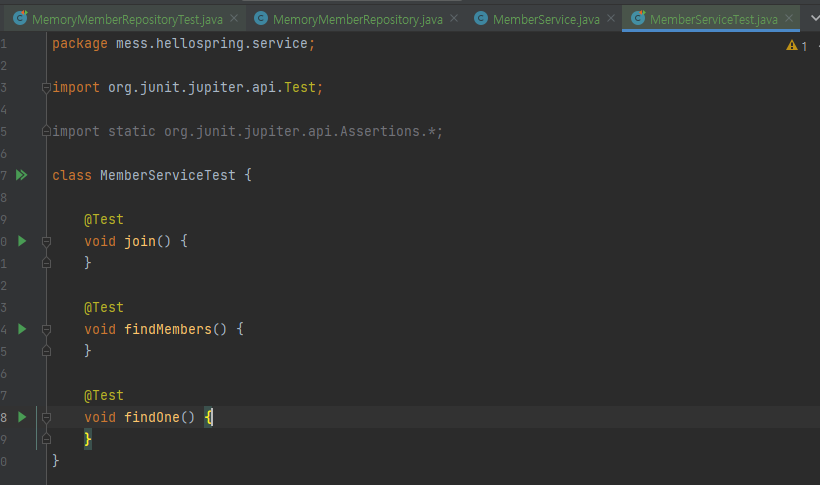 MemoryMemberRepositoryTest.java MemoryMemberRepository.java MemberService.java MemberServiceTest.java
1 package mess.hellospring.service; 1
2
3 import org.junit.jupiter.api.Test;
4
5 import static org.junit.jupiter.api.Assertions.*;
6
7 class MemberServiceTest {
8
9 @Test
0 void join() {
1 }
2
3 @Test
4 void findMembers() {
5 }
6
7 @Test
8 void findOne() {
9 }
0 }